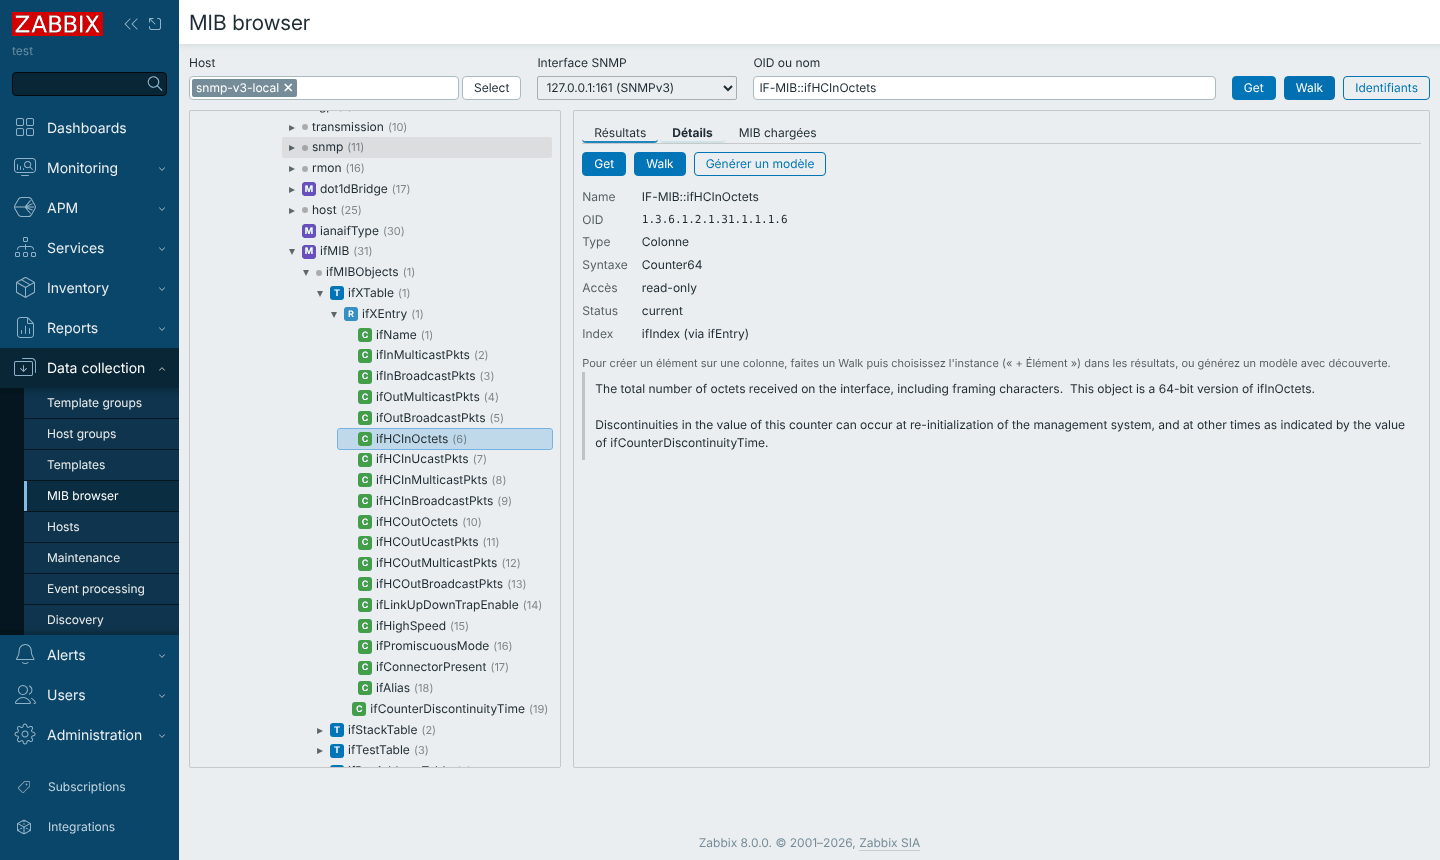 ZABBIX
test
Dashboards
Monitoring
APM
Services
Inventory
Reports
Data collection
Template groups
Host groups
Templates
MIB browser
Hosts
Maintenance
Event processing
Discovery
Alerts
Users
Administration
Subscriptions
Integrations
MIB browser
Host
Interface SNMP
OID ou nom
snmp-v3-local
Select
127.0.0.1:161 (SNMPv3)
IF-MIB::ifHCInOctets
Get
Walk
Identifiants
transmission (10)
snmp (11)
rmon (16)
M dot1dBridge (17)
host (25)
M ianaifType (30)
M ifMIB (31)
ifMIBObjects (1)
T ifXTable (1)
R ifXEntry (1)
C ifName (1)
C ifInMulticastPkts (2)
C ifInBroadcastPkts (3)
C ifOutMulticastPkts (4)
C ifOutBroadcastPkts (5)
C ifHCInOctets (6)
C ifHCInUcastPkts (7)
C ifHCInMulticastPkts (8)
C ifHCInBroadcastPkts (9)
C ifHCOutOctets (10)
C ifHCOutUcastPkts (11)
C ifHCOutMulticastPkts (12)
C ifHCOutBroadcastPkts (13)
C ifLinkUpDownTrapEnable (14)
C ifHighSpeed (15)
C ifPromiscuousMode (16)
C ifConnectorPresent (17)
C ifAlias (18)
C ifCounterDiscontinuityTime (19)
T ifStackTable (2)
T ifTestTable (3)
Résultats
Détails
MIB chargées
Get
Walk
Générer un modèle
Name IF-MIB::ifHCInOctets
OID 1.3.6.1.2.1.31.1.1.1.6
Type Colonne
Syntaxe Counter64
Accès read-only
Status current
Index ifIndex (via ifEntry)
Pour créer un élément sur une colonne, faites un Walk puis choisissez l'instance (« + Élément ») dans les résultats, ou générez un modèle avec découverte.
The total number of octets received on the interface, including framing characters. This object is a 64-bit version of ifInOctets.
Discontinuities in the value of this counter can occur at re-initialization of the management system, and at other times as indicated by the value
of ifCounterDiscontinuityTime.
Zabbix 8.0.0. © 2001–2026, Zabbix SIA